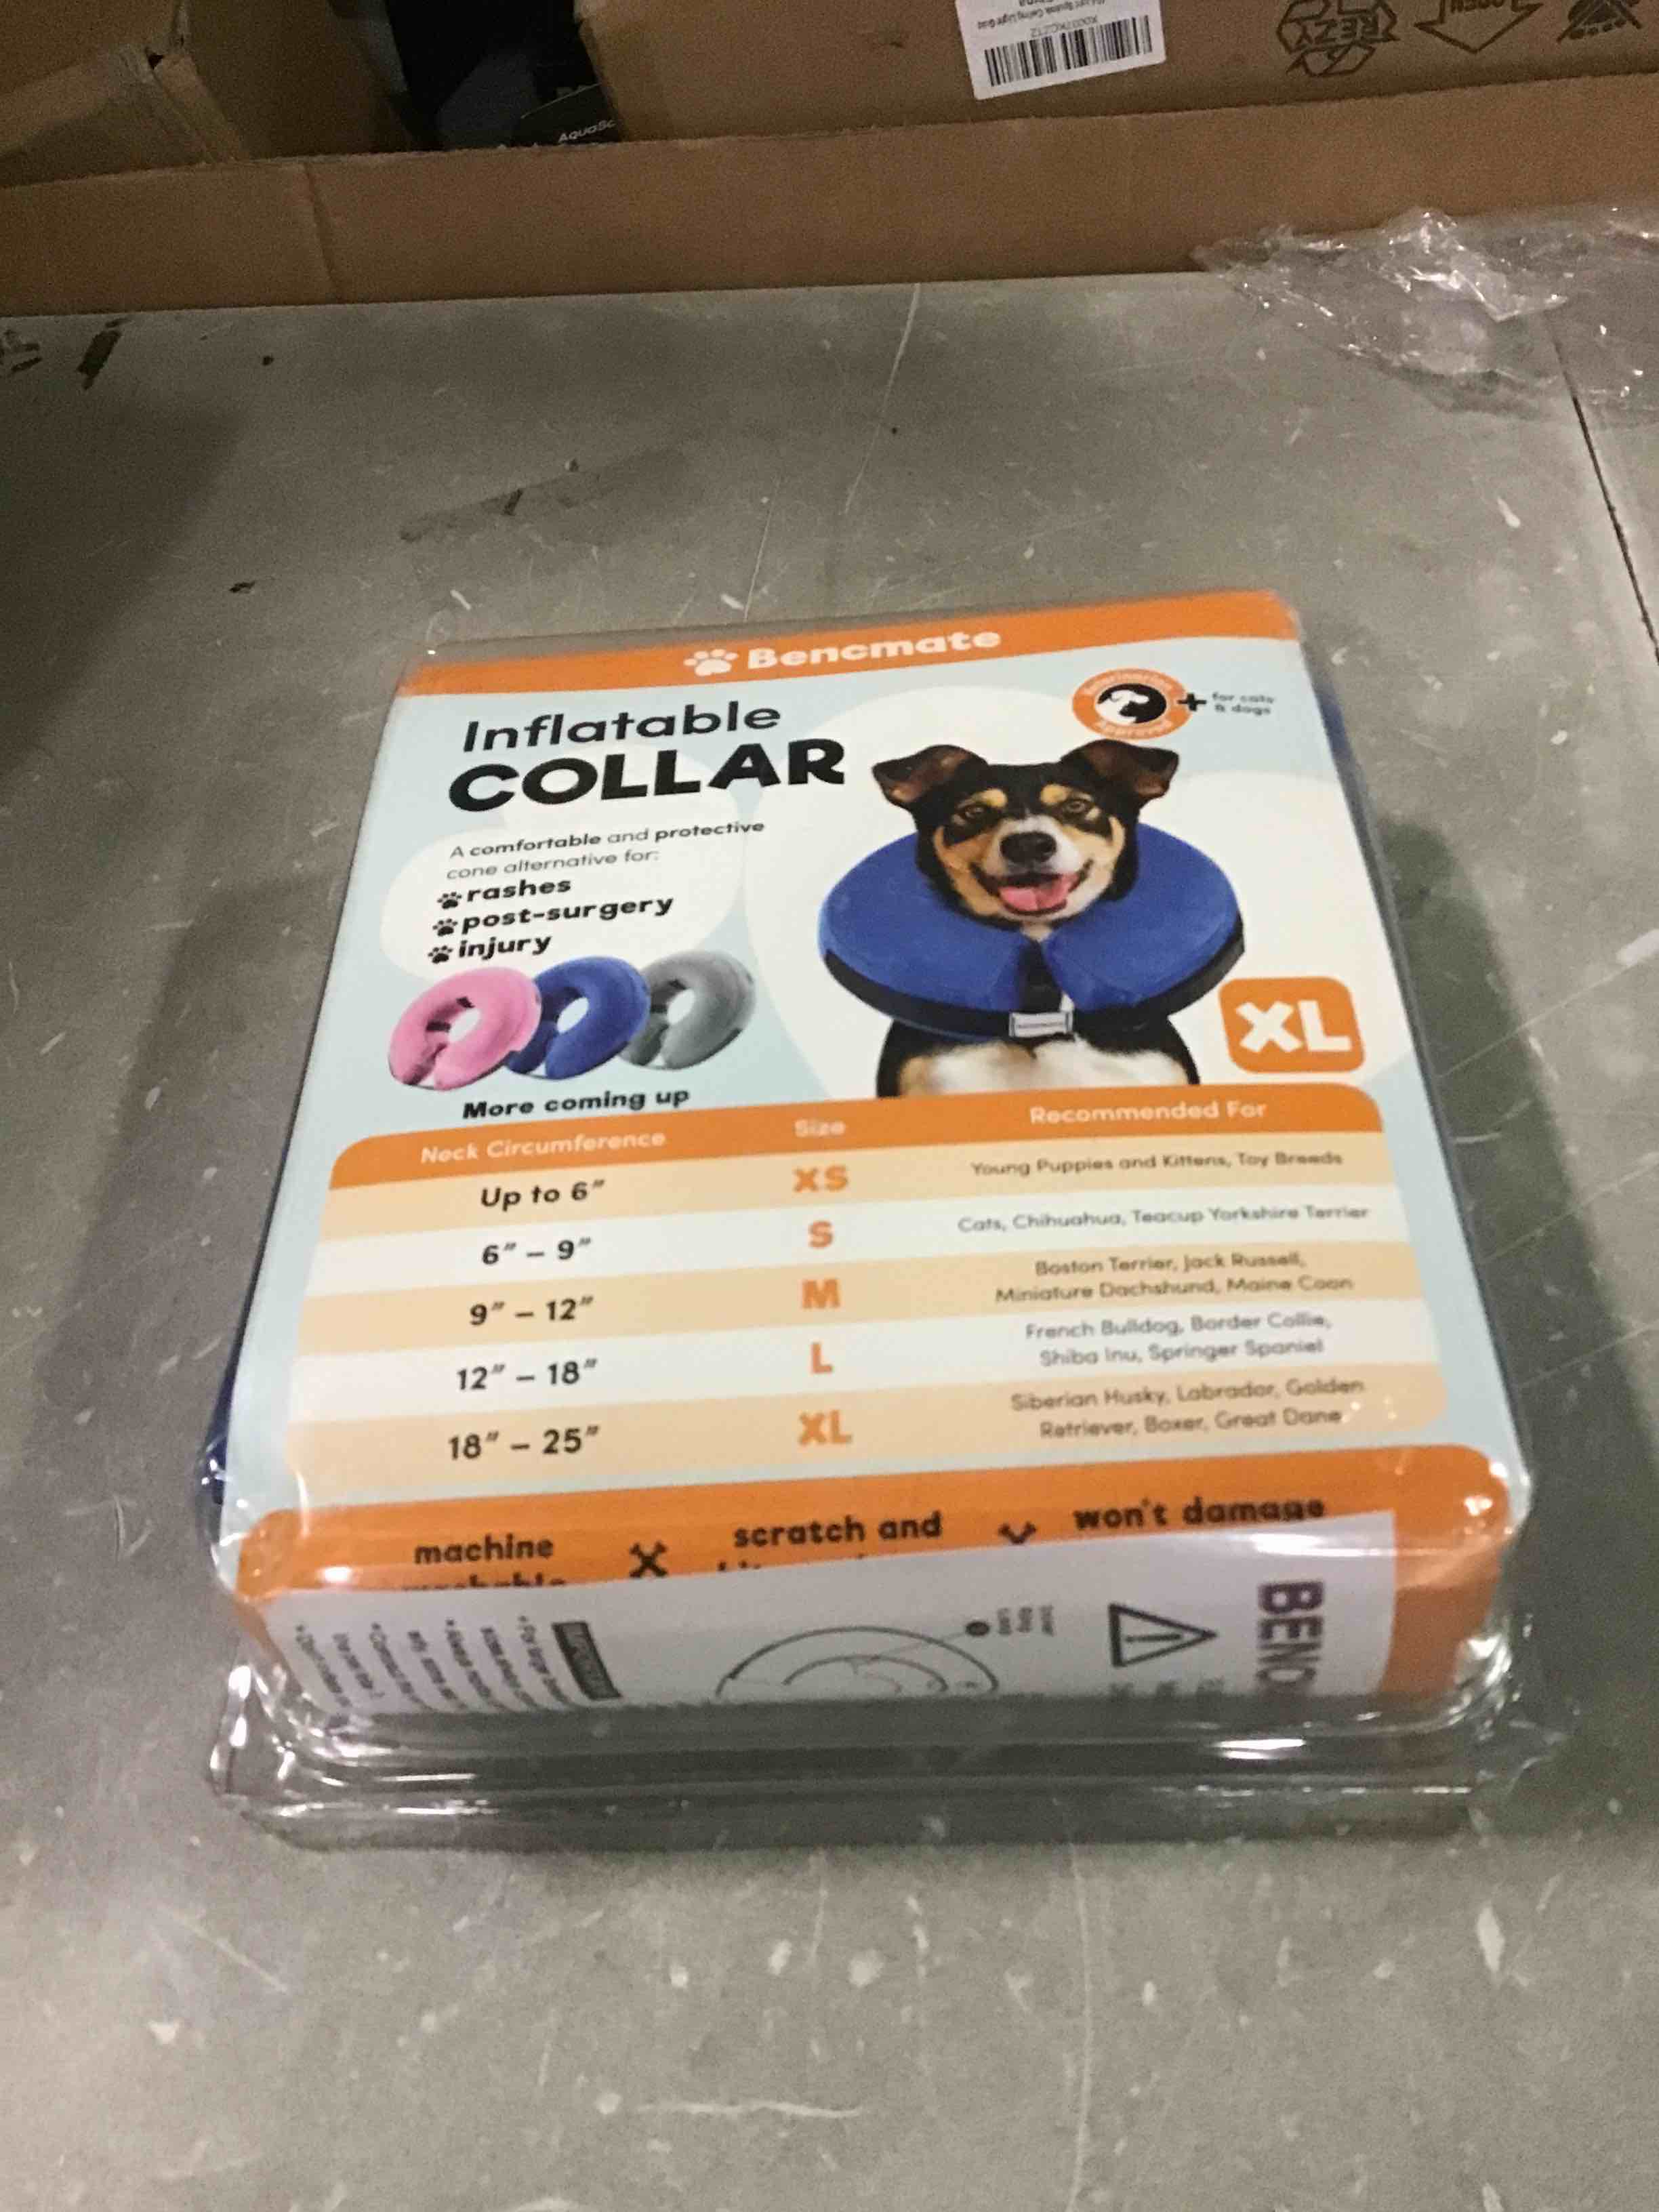 AquaSc
Bencmate
Inflatable
COLLAR
Approved
+ for cats
& dogs
A comfortable and protective
cone alternative for:
rashes
post-surgery
injury
XL
More coming up
Neck Circumference Size Recommended For
Up to 6" XS Young Puppies and Kittens, Toy Breeds
6" – 9" S Cats, Chihuahua, Teacup Yorkshire Terrier
9" – 12" M Boston Terrier, Jack Russell,
Miniature Dachshund, Maine Coon
12" – 18" L French Bulldog, Border Collie,
Shiba Inu, Springer Spaniel
18" – 25" XL Siberian Husky, Labrador, Golden
Retriever, Boxer, Great Dane
machine scratch and won't damage
BENC